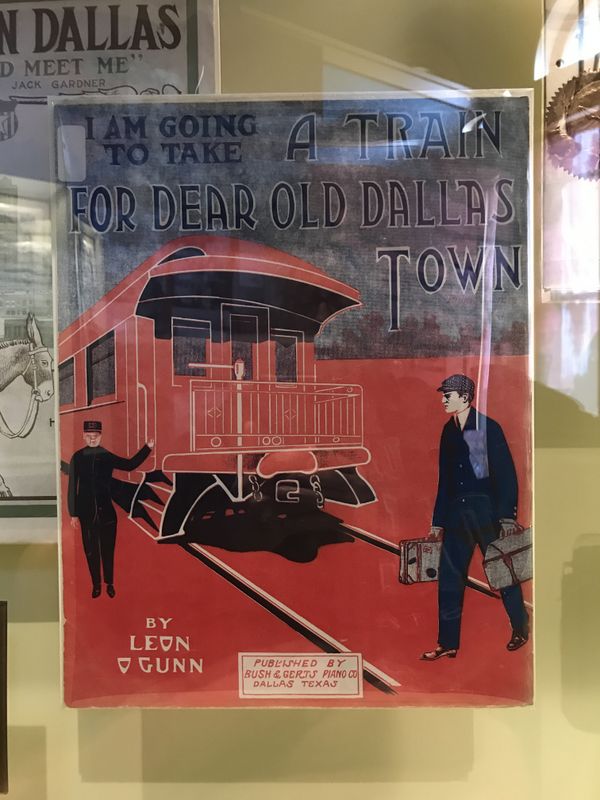 N DALLAS
D MEET ME"
JACK GARDNER
I AM GOING
TO TAKE A TRAIN
FOR DEAR OLD DALLAS
TOWN
BY
LEON
O GUNN
PUBLISHED BY
BUSH & GERTS PIANO CO
DALLAS TEXAS